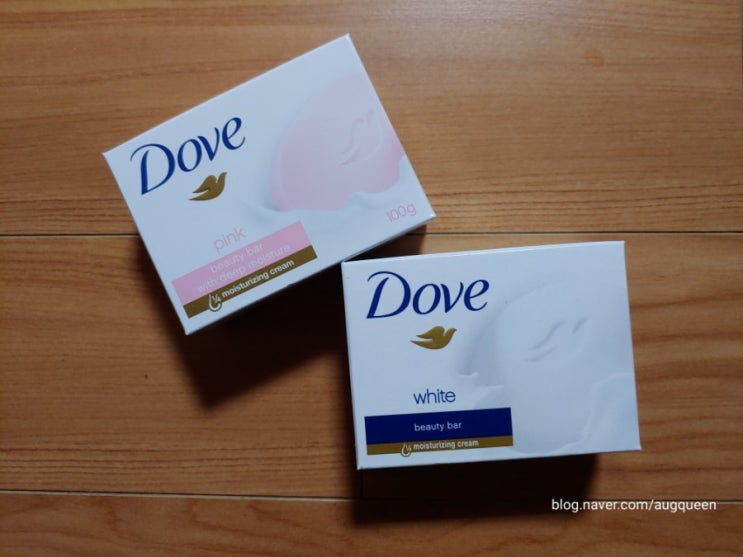 Dove
pink
beauty bar
with deep moisture
¼ moisturizing cream
100g
Dove
white
beauty bar
¼ moisturizing cream
blog.naver.com/augqueen